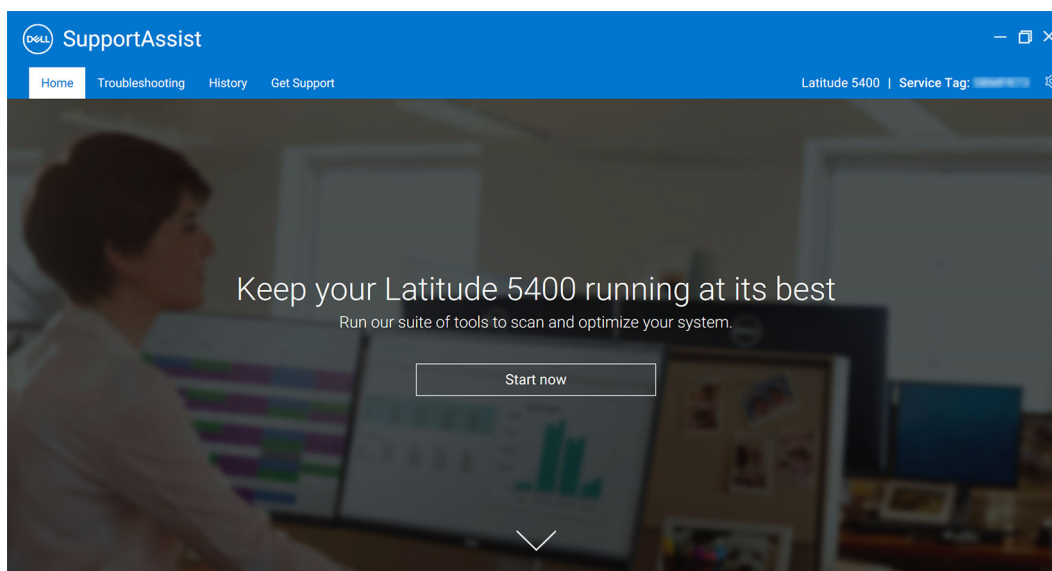 DELL SupportAssist
Home Troubleshooting History Get Support Latitude 5400 | Service Tag:
Keep your Latitude 5400 running at its best
Run our suite of tools to scan and optimize your system.
Start now